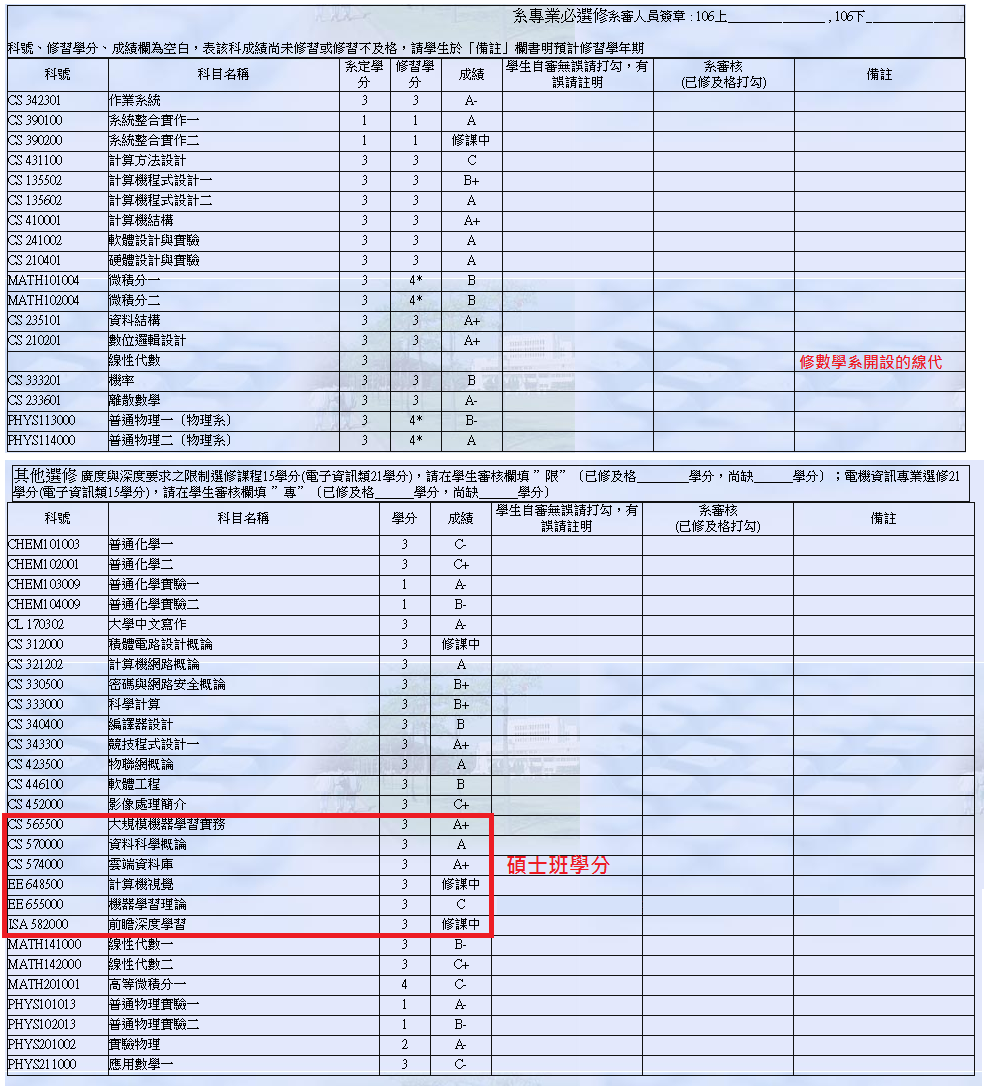 系專業必選修系審人員簽章 : 106上______________ , 106下______________
科號、修習學分、成績欄為空白，表該科成績尚未修習或修習不及格，請學生於「備註」欄書明預計修習學年期
科號 科目名稱 系定學分 修習學分 成績 學生自審無誤請打勾，有誤請註明 系審核(已修及格打勾) 備註
CS 342301 作業系統 3 3 A-
CS 390100 系統整合實作一 1 1 A
CS 390200 系統整合實作二 1 1 修課中
CS 431100 計算方法設計 3 3 C
CS 135502 計算機程式設計一 3 3 B+
CS 135602 計算機程式設計二 3 3 A
CS 410001 計算機結構 3 3 A+
CS 241002 軟體設計與實驗 3 3 A
CS 210401 硬體設計與實驗 3 3 A
MATH101004 微積分一 3 4* B
MATH102004 微積分二 3 4* B
CS 235101 資料結構 3 3 A+
CS 210201 數位邏輯設計 3 3 A+
線性代數 3 修數學系開設的線代
CS 333201 機率 3 3 B
CS 233601 離散數學 3 3 A-
PHYS113000 普通物理一〔物理系〕 3 4* B-
PHYS114000 普通物理二〔物理系〕 3 4* A
其他選修 廣度與深度要求之限制選修課程15學分(電子資訊類21學分)，請在學生審核欄填 ” 限” 〔已修及格________學分，尚缺______學分〕；電機資訊專業選修21
學分(電子資訊類15學分)，請在學生審核欄填 ” 專” 〔已修及格______學分，尚缺______學分〕
科號 科目名稱 學分 成績 學生自審無誤請打勾，有誤請註明 系審核(已修及格打勾) 備註
CHEM101003 普通化學一 3 C-
CHEM102001 普通化學二 3 C+
CHEM103009 普通化學實驗一 1 A-
CHEM104009 普通化學實驗二 1 B-
CL 170302 大學中文寫作 3 A-
CS 312000 積體電路設計概論 3 修課中
CS 321202 計算機網路概論 3 A
CS 330500 密碼與網路安全概論 3 B+
CS 333000 科學計算 3 B+
CS 340400 編譯器設計 3 B
CS 343300 競技程式設計一 3 A+
CS 423500 物聯網概論 3 A
CS 446100 軟體工程 3 B
CS 452000 影像處理簡介 3 C+
CS 565500 大規模機器學習實務 3 A+
CS 570000 資料科學概論 3 A
CS 574000 雲端資料庫 3 A+ 碩士班學分
EE 648500 計算機視覺 3 修課中
EE 655000 機器學習理論 3 C
ISA 582000 前瞻深度學習 3 修課中
MATH141000 線性代數一 3 B-
MATH142000 線性代數二 3 C+
MATH201001 高等微積分一 4 C-
PHYS101013 普通物理實驗一 1 A-
PHYS102013 普通物理實驗二 1 B-
PHYS201002 實驗物理 2 A-
PHYS211000 應用數學一 3 C-